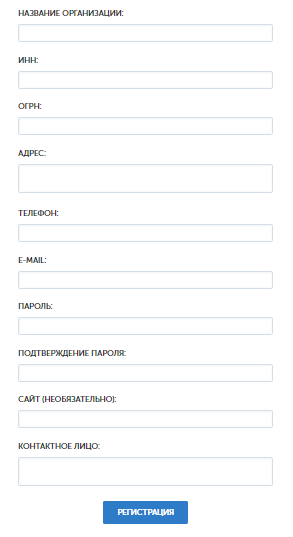 НАЗВАНИЕ ОРГАНИЗАЦИИ:
ИНН:
ОГРН:
АДРЕС:
ТЕЛЕФОН:
E-MAIL:
ПАРОЛЬ:
ПОДТВЕРЖДЕНИЕ ПАРОЛЯ:
САЙТ (НЕОБЯЗАТЕЛЬНО):
КОНТАКТНОЕ ЛИЦО:
РЕГИСТРАЦИЯ